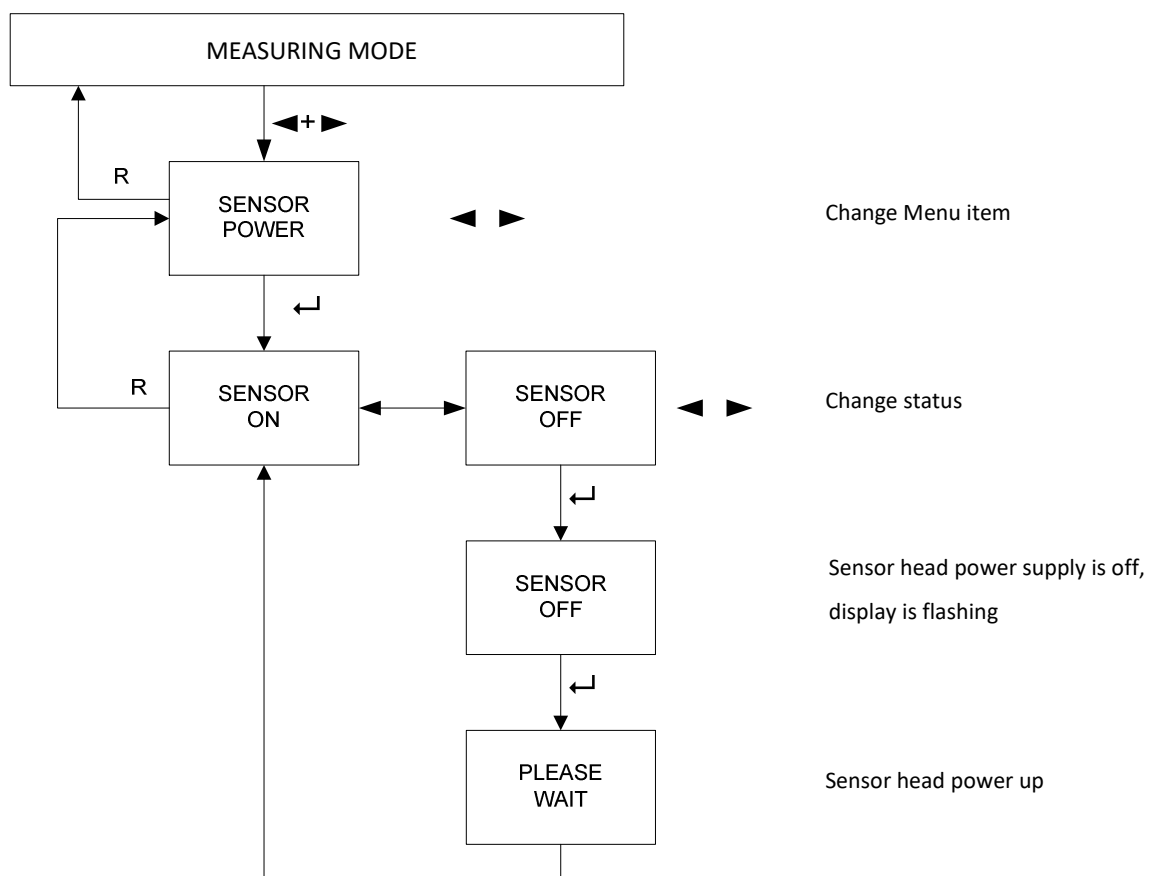 MEASURING MODE
◄+ ►
R
SENSOR
POWER
◄ ►
Change Menu item
↵
R
SENSOR
ON
SENSOR
OFF
◄ ►
Change status
↵
SENSOR
OFF
Sensor head power supply is off,
display is flashing
↵
PLEASE
WAIT
Sensor head power up